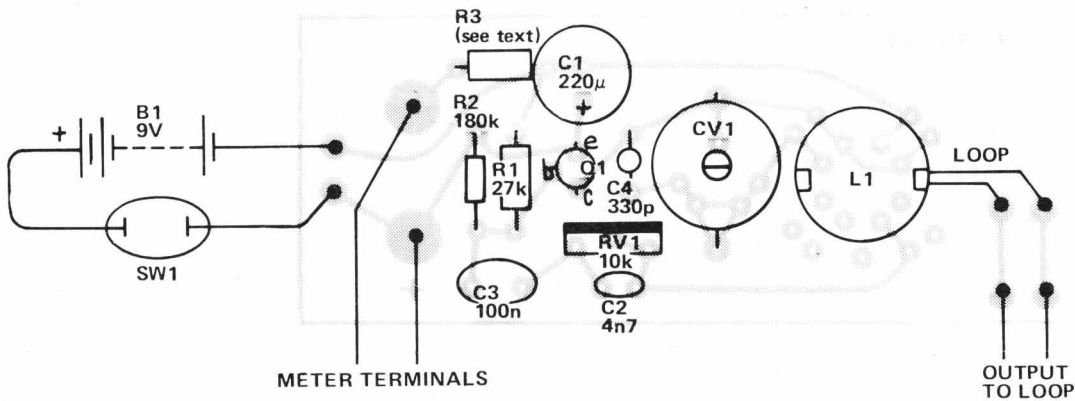 R3
(see text)
C1
220μ
+
R2
180k
B1
9V
+
e
Q1
b
c
R1
27k
C4
330p
CV1
L1
LOOP
SW1
RV1
10k
C3
100n
C2
4n7
METER TERMINALS
OUTPUT
TO LOOP